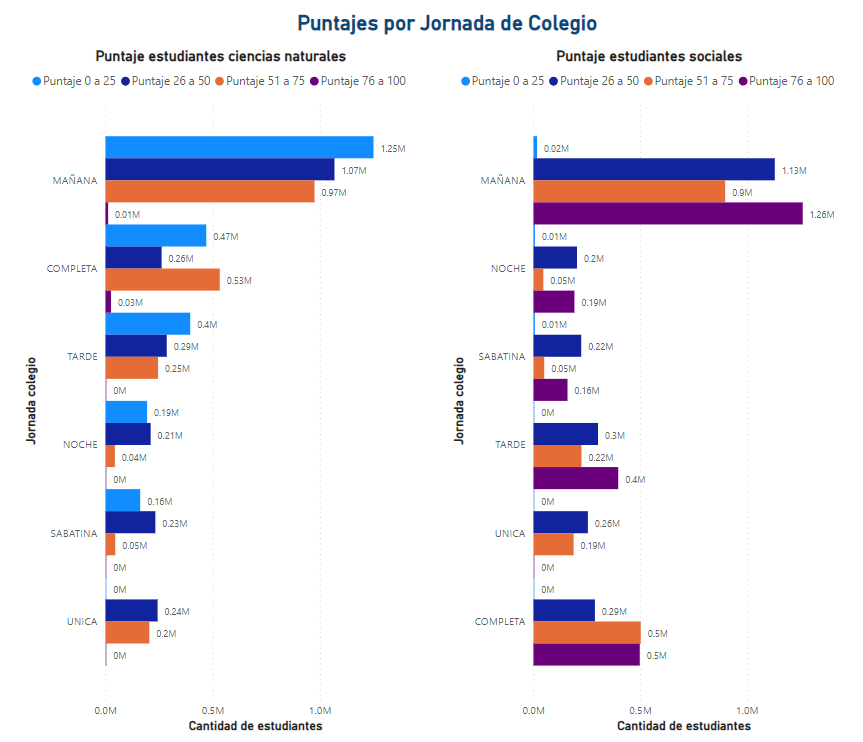 Puntajes por Jornada de Colegio
Puntaje estudiantes ciencias naturales
Puntaje 0 a 25 Puntaje 26 a 50 Puntaje 51 a 75 Puntaje 76 a 100
Jornada colegio
MAÑANA
1.25M
1.07M
0.97M
0.01M
COMPLETA
0.47M
0.26M
0.53M
0.03M
TARDE
0.4M
0.29M
0.25M
0M
NOCHE
0.19M
0.21M
0.04M
0M
SABATINA
0.16M
0.23M
0.05M
0M
UNICA
0M
0.24M
0.2M
0M
0.0M 0.5M 1.0M
Cantidad de estudiantes
Puntaje estudiantes sociales
Puntaje 0 a 25 Puntaje 26 a 50 Puntaje 51 a 75 Puntaje 76 a 100
Jornada colegio
MAÑANA
0.02M
1.13M
0.9M
1.26M
NOCHE
0.01M
0.2M
0.05M
0.19M
SABATINA
0.01M
0.22M
0.05M
0.16M
TARDE
0M
0.3M
0.22M
0.4M
UNICA
0M
0.26M
0.19M
0M
COMPLETA
0M
0.29M
0.5M
0.5M
0.0M 0.5M 1.0M
Cantidad de estudiantes